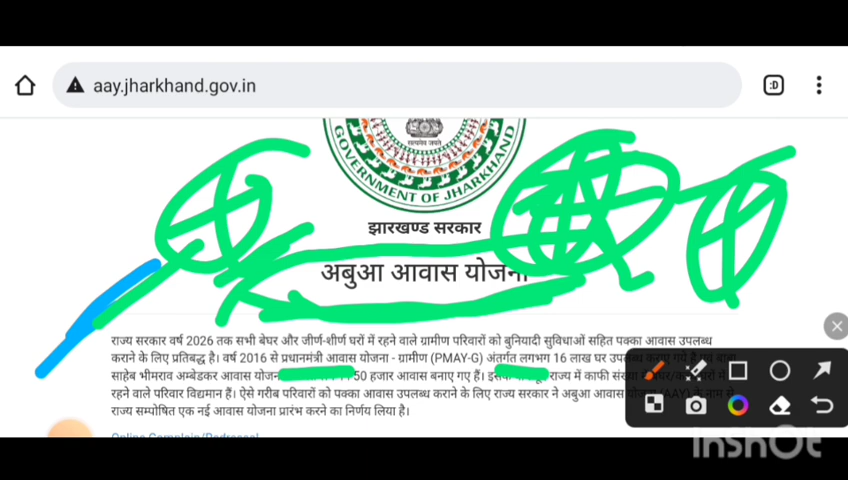 aay.jharkhand.gov.in
:D
सत्यमेव जयते
GOVERNMENT OF JHARKHAND
झारखण्ड सरकार
अबुआ आवास योजना
राज्य सरकार वर्ष 2026 तक सभी बेघर और जीर्ण-शीर्ण घरों में रहने वाले ग्रामीण परिवारों को बुनियादी सुविधाओं सहित पक्का आवास उपलब्ध
कराने के लिए प्रतिबद्ध है। वर्ष 2016 से प्रधानमंत्री आवास योजना - ग्रामीण (PMAY-G) अंतर्गत लगभग 16 लाख घर
साहेब भीमराव अम्बेडकर आवास 50 हजार आवास बनाए गए हैं। राज्य में काफी
रहने वाले परिवार विद्यमान हैं। ऐसे गरीब परिवारों को पक्का आवास उपलब्ध कराने के लिए राज्य सरकार ने अबुआ आवास
राज्य सम्पोषित एक नई आवास योजना प्रारंभ करने का निर्णय लिया है।
Online Complain/Redressal
InShOt